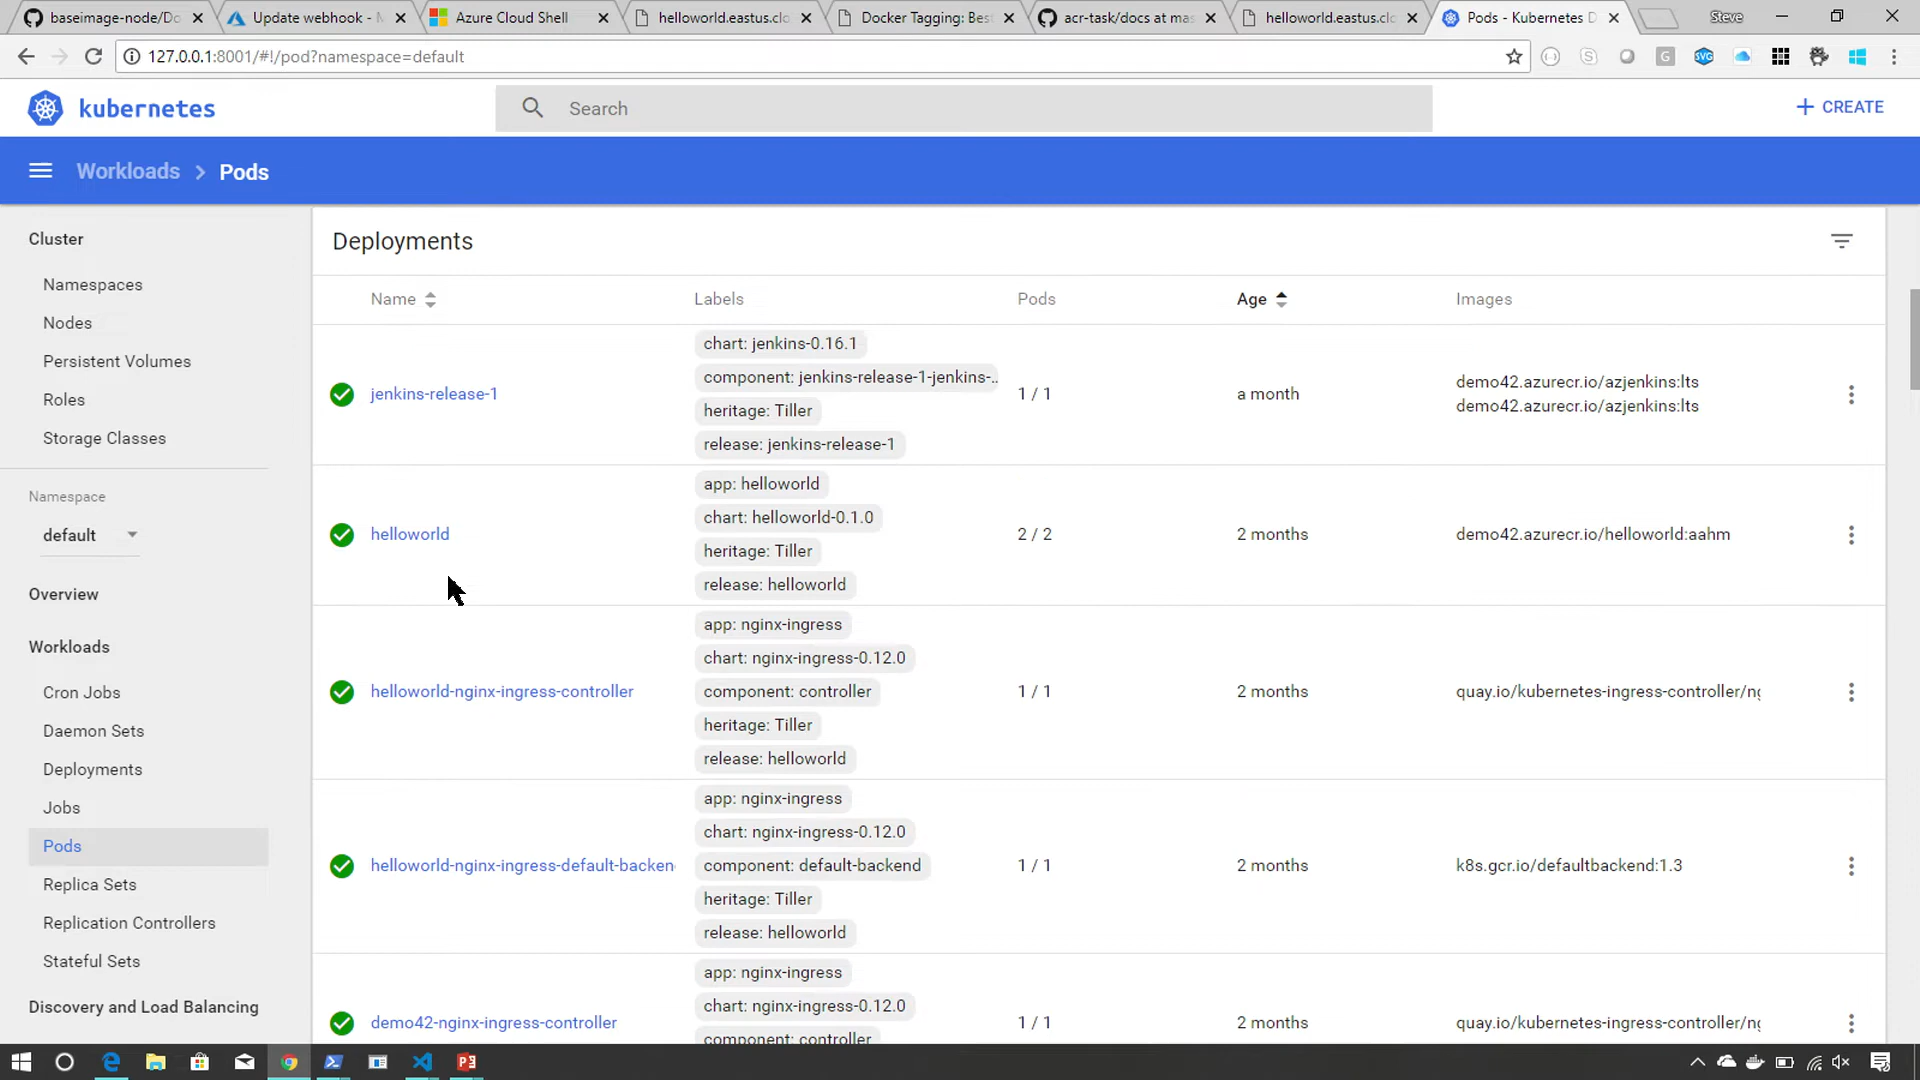 baseimage-node/Do
Update webhook - M
Azure Cloud Shell
helloworld.eastus.clo
Docker Tagging: Best
acr-task/docs at mas
helloworld.eastus.clo
Pods - Kubernetes D
Steve
127.0.0.1:8001/#!/pod?namespace=default
kubernetes
Search
+ CREATE
Workloads > Pods
Cluster
Namespaces
Nodes
Persistent Volumes
Roles
Storage Classes
Namespace
default
Overview
Workloads
Cron Jobs
Daemon Sets
Deployments
Jobs
Pods
Replica Sets
Replication Controllers
Stateful Sets
Discovery and Load Balancing
Deployments
Name Labels Pods Age Images
jenkins-release-1
chart: jenkins-0.16.1
component: jenkins-release-1-jenkins-..
heritage: Tiller
release: jenkins-release-1
1 / 1
a month
demo42.azurecr.io/azjenkins:lts
demo42.azurecr.io/azjenkins:lts
helloworld
app: helloworld
chart: helloworld-0.1.0
heritage: Tiller
release: helloworld
2 / 2
2 months
demo42.azurecr.io/helloworld:aahm
helloworld-nginx-ingress-controller
app: nginx-ingress
chart: nginx-ingress-0.12.0
component: controller
heritage: Tiller
release: helloworld
1 / 1
2 months
quay.io/kubernetes-ingress-controller/ng
helloworld-nginx-ingress-default-backen
app: nginx-ingress
chart: nginx-ingress-0.12.0
component: default-backend
heritage: Tiller
release: helloworld
1 / 1
2 months
k8s.gcr.io/defaultbackend:1.3
demo42-nginx-ingress-controller
app: nginx-ingress
chart: nginx-ingress-0.12.0
component: controller
1 / 1
2 months
quay.io/kubernetes-ingress-controller/ng